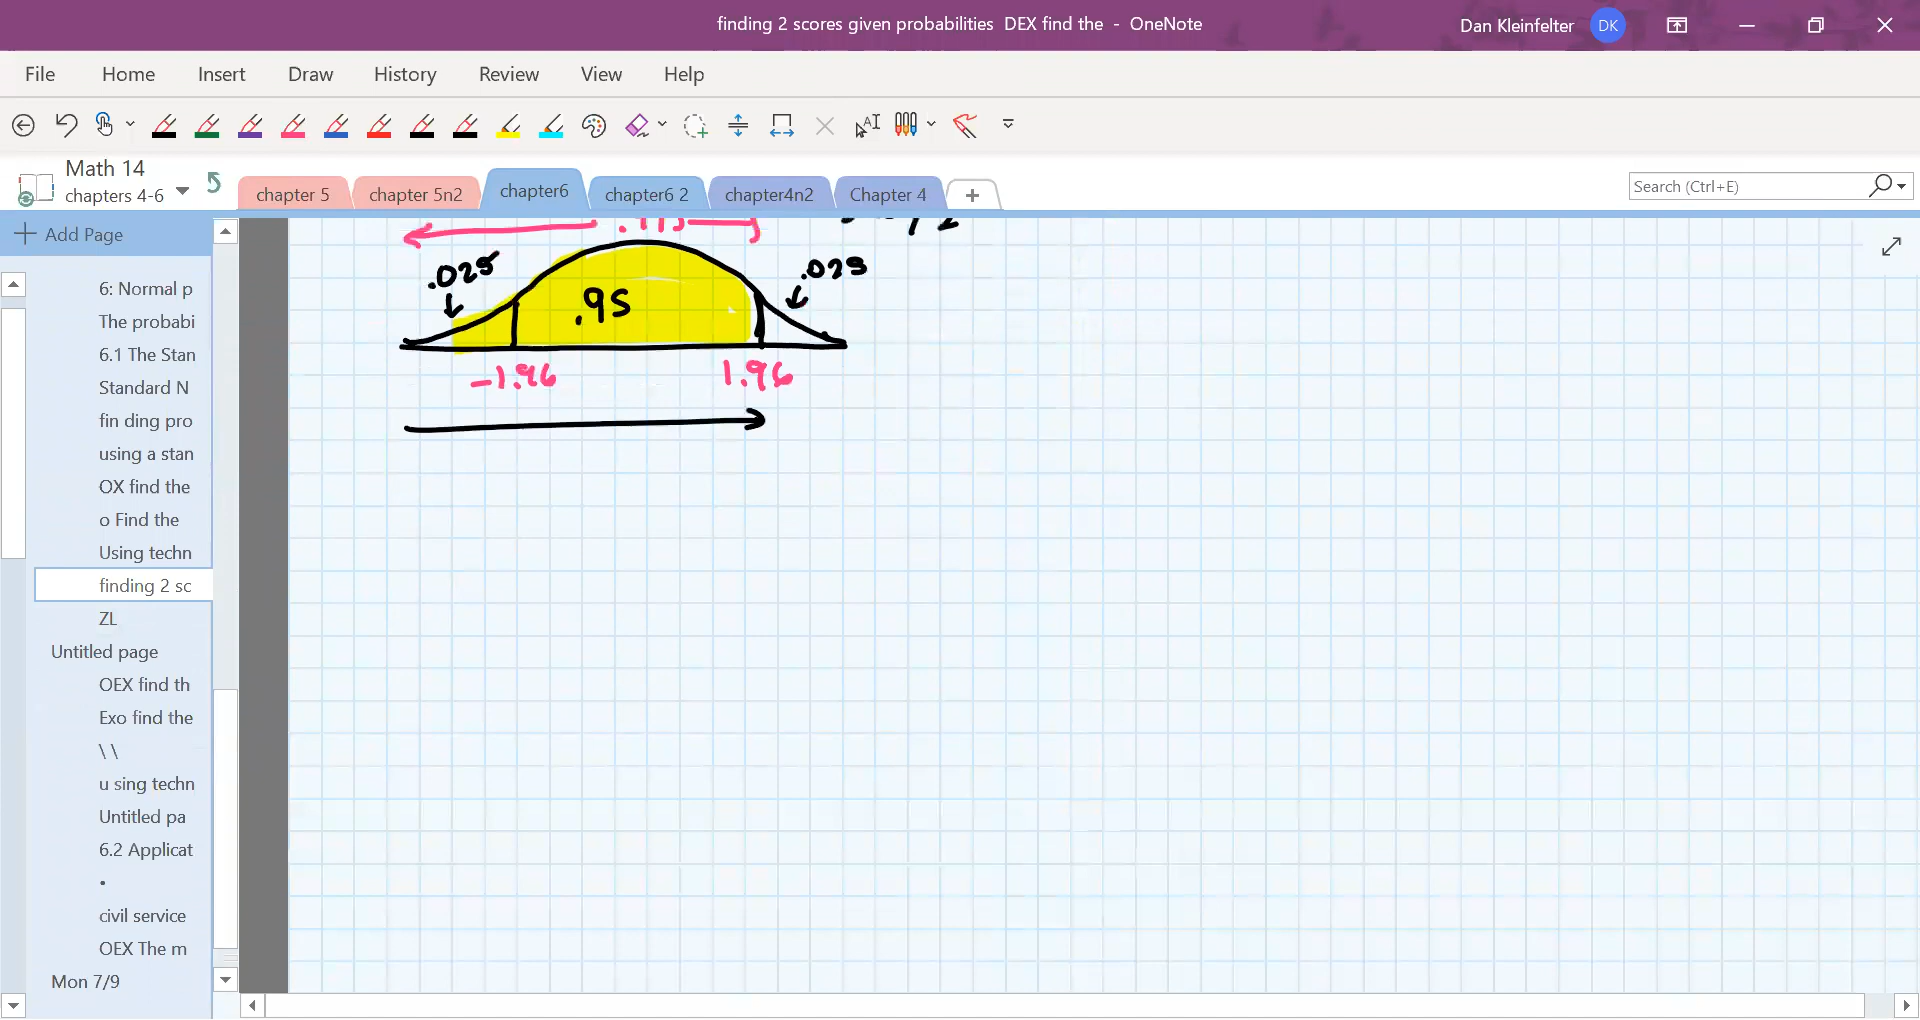 finding 2 scores given probabilities DEX find the - OneNote
Dan Kleinfelter
DK
File Home Insert Draw History Review View Help
Math 14
chapters 4-6
chapter 5
chapter 5n2
chapter6
chapter6 2
chapter4n2
Chapter 4
Search (Ctrl+E)
Add Page
6: Normal p
The probabi
6.1 The Stan
Standard N
fin ding pro
using a stan
OX find the
o Find the
Using techn
finding 2 sc
ZL
Untitled page
OEX find th
Exo find the
\ \
u sing techn
Untitled pa
6.2 Applicat
•
civil service
OEX The m
Mon 7/9
.025
.025
.95
-1.96
1.96